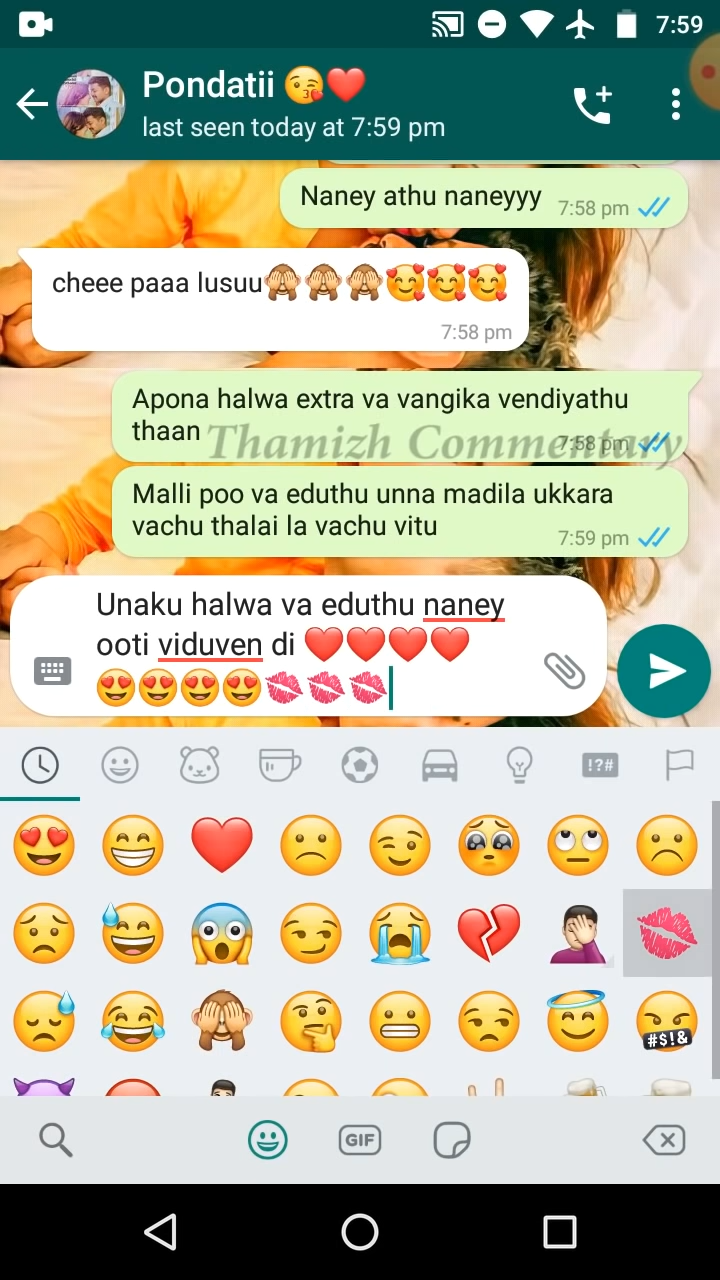 7:59
Pondatii 😘❤️
last seen today at 7:59 pm
Naney athu naneyyy
7:58 pm
cheee paaa lusuu🙈🙈🙈🥰🥰🥰
7:58 pm
Apona halwa extra va vangika vendiyathu
thaan
7:58 pm
Thamizh Commentary
Malli poo va eduthu unna madila ukkara
vachu thalai la vachu vitu
7:59 pm
Unaku halwa va eduthu naney
ooti viduven di ❤️❤️❤️❤️
😍😍😍😍💋💋💋
!?#
#$!&
GIF